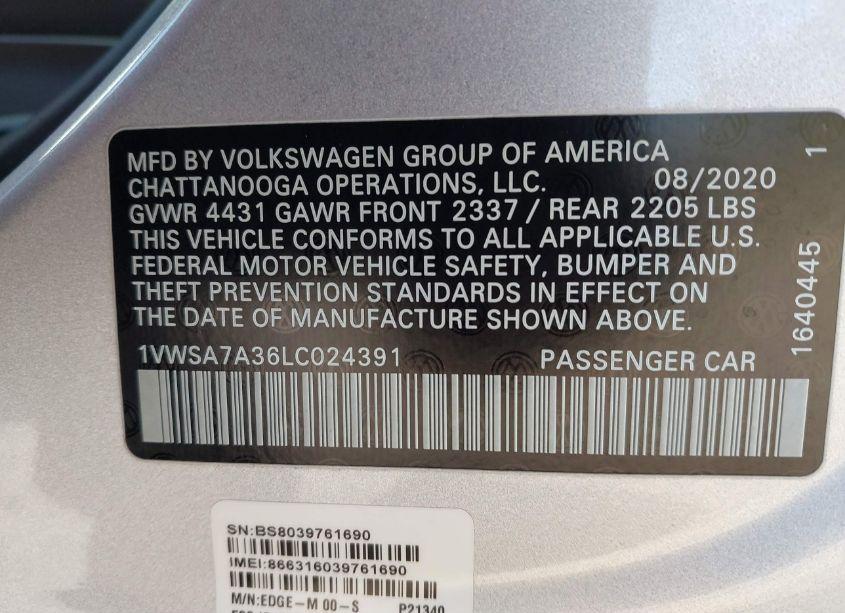 MFD BY VOLKSWAGEN GROUP OF AMERICA
CHATTANOOGA OPERATIONS, LLC. 08/2020
GVWR 4431 GAWR FRONT 2337 / REAR 2205 LBS
THIS VEHICLE CONFORMS TO ALL APPLICABLE U.S.
FEDERAL MOTOR VEHICLE SAFETY, BUMPER AND
THEFT PREVENTION STANDARDS IN EFFECT ON
THE DATE OF MANUFACTURE SHOWN ABOVE.
1VWSA7A36LC024391 PASSENGER CAR
1640445 1
SN:BS8039761690
IMEI:866316039761690
M/N:EDGE-M 00-S P21340